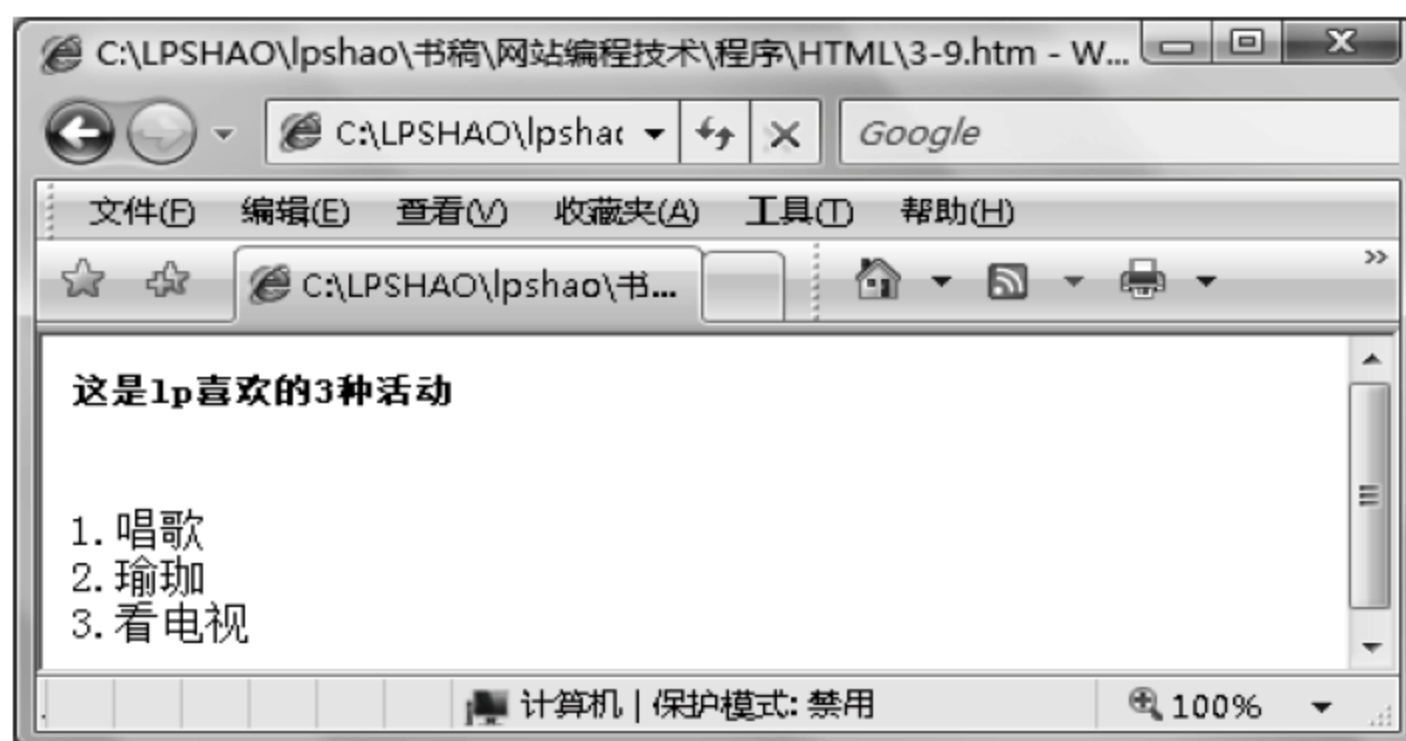 C:\LPSHAO\lpshao\书稿\网站编程技术\程序\HTML\3-9.htm - W...
C:\LPSHAO\lpshac Google
文件(F) 编辑(E) 查看(V) 收藏夹(A) 工具(T) 帮助(H)
C:\LPSHAO\lpshao\书... »
这是lp喜欢的3种活动
1.唱歌
2.瑜珈
3.看电视
计算机 | 保护模式: 禁用 100%